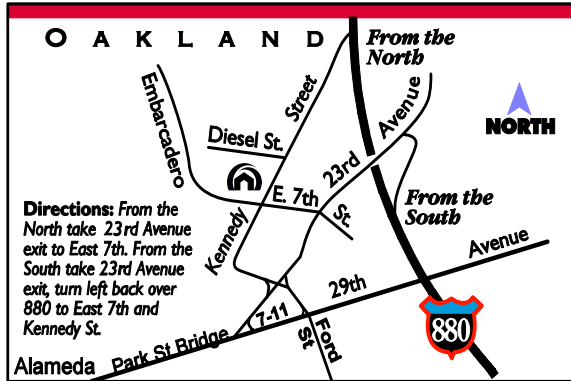 OAKLAND
From the
North
Embarcadero
Street
Avenue
Diesel St.
NORTH
23rd
E. 7th
St.
From the
South
Directions: From the
North take 23rd Avenue
exit to East 7th. From the
South take 23rd Avenue
exit, turn left back over
880 to East 7th and
Kennedy St.
Kennedy
Avenue
29th
7-11
Ford
St
880
Park St Bridge
Alameda